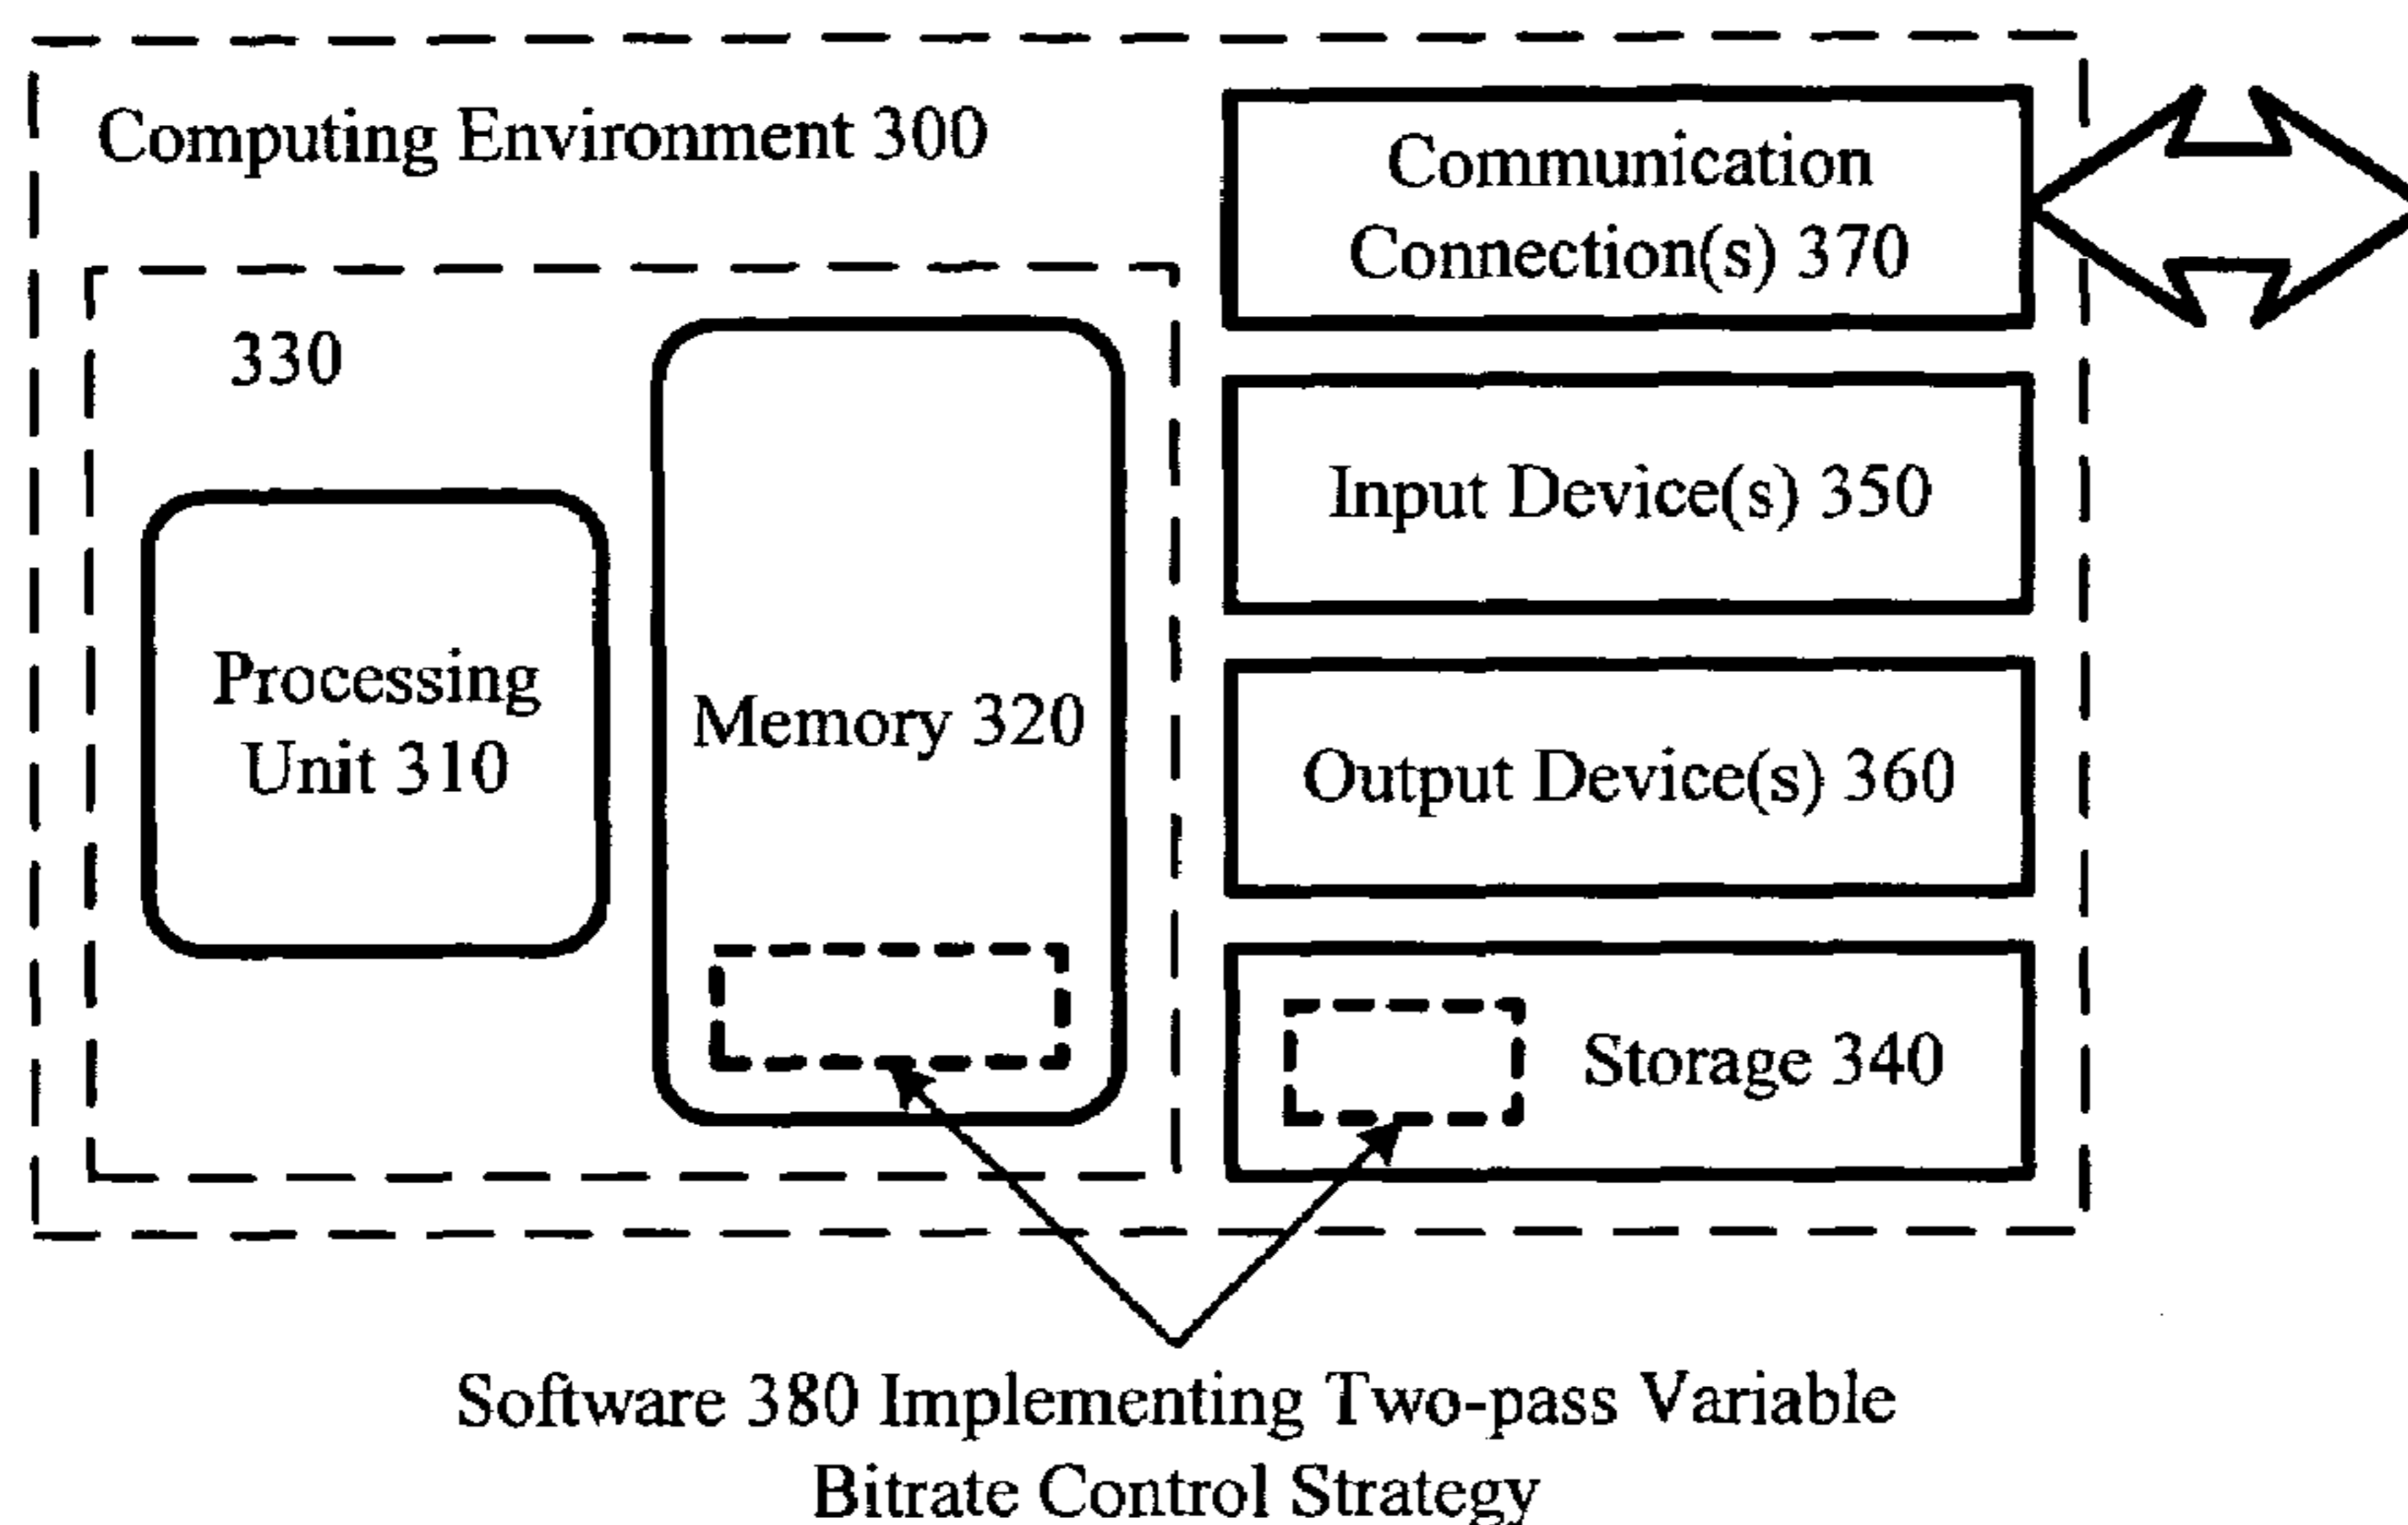 Computing Environment 300
330
Processing
Unit 310
Memory 320
Communication
Connection(s) 370
Input Device(s) 350
Output Device(s) 360
Storage 340
Software 380 Implementing Two-pass Variable
Bitrate Control Strategy